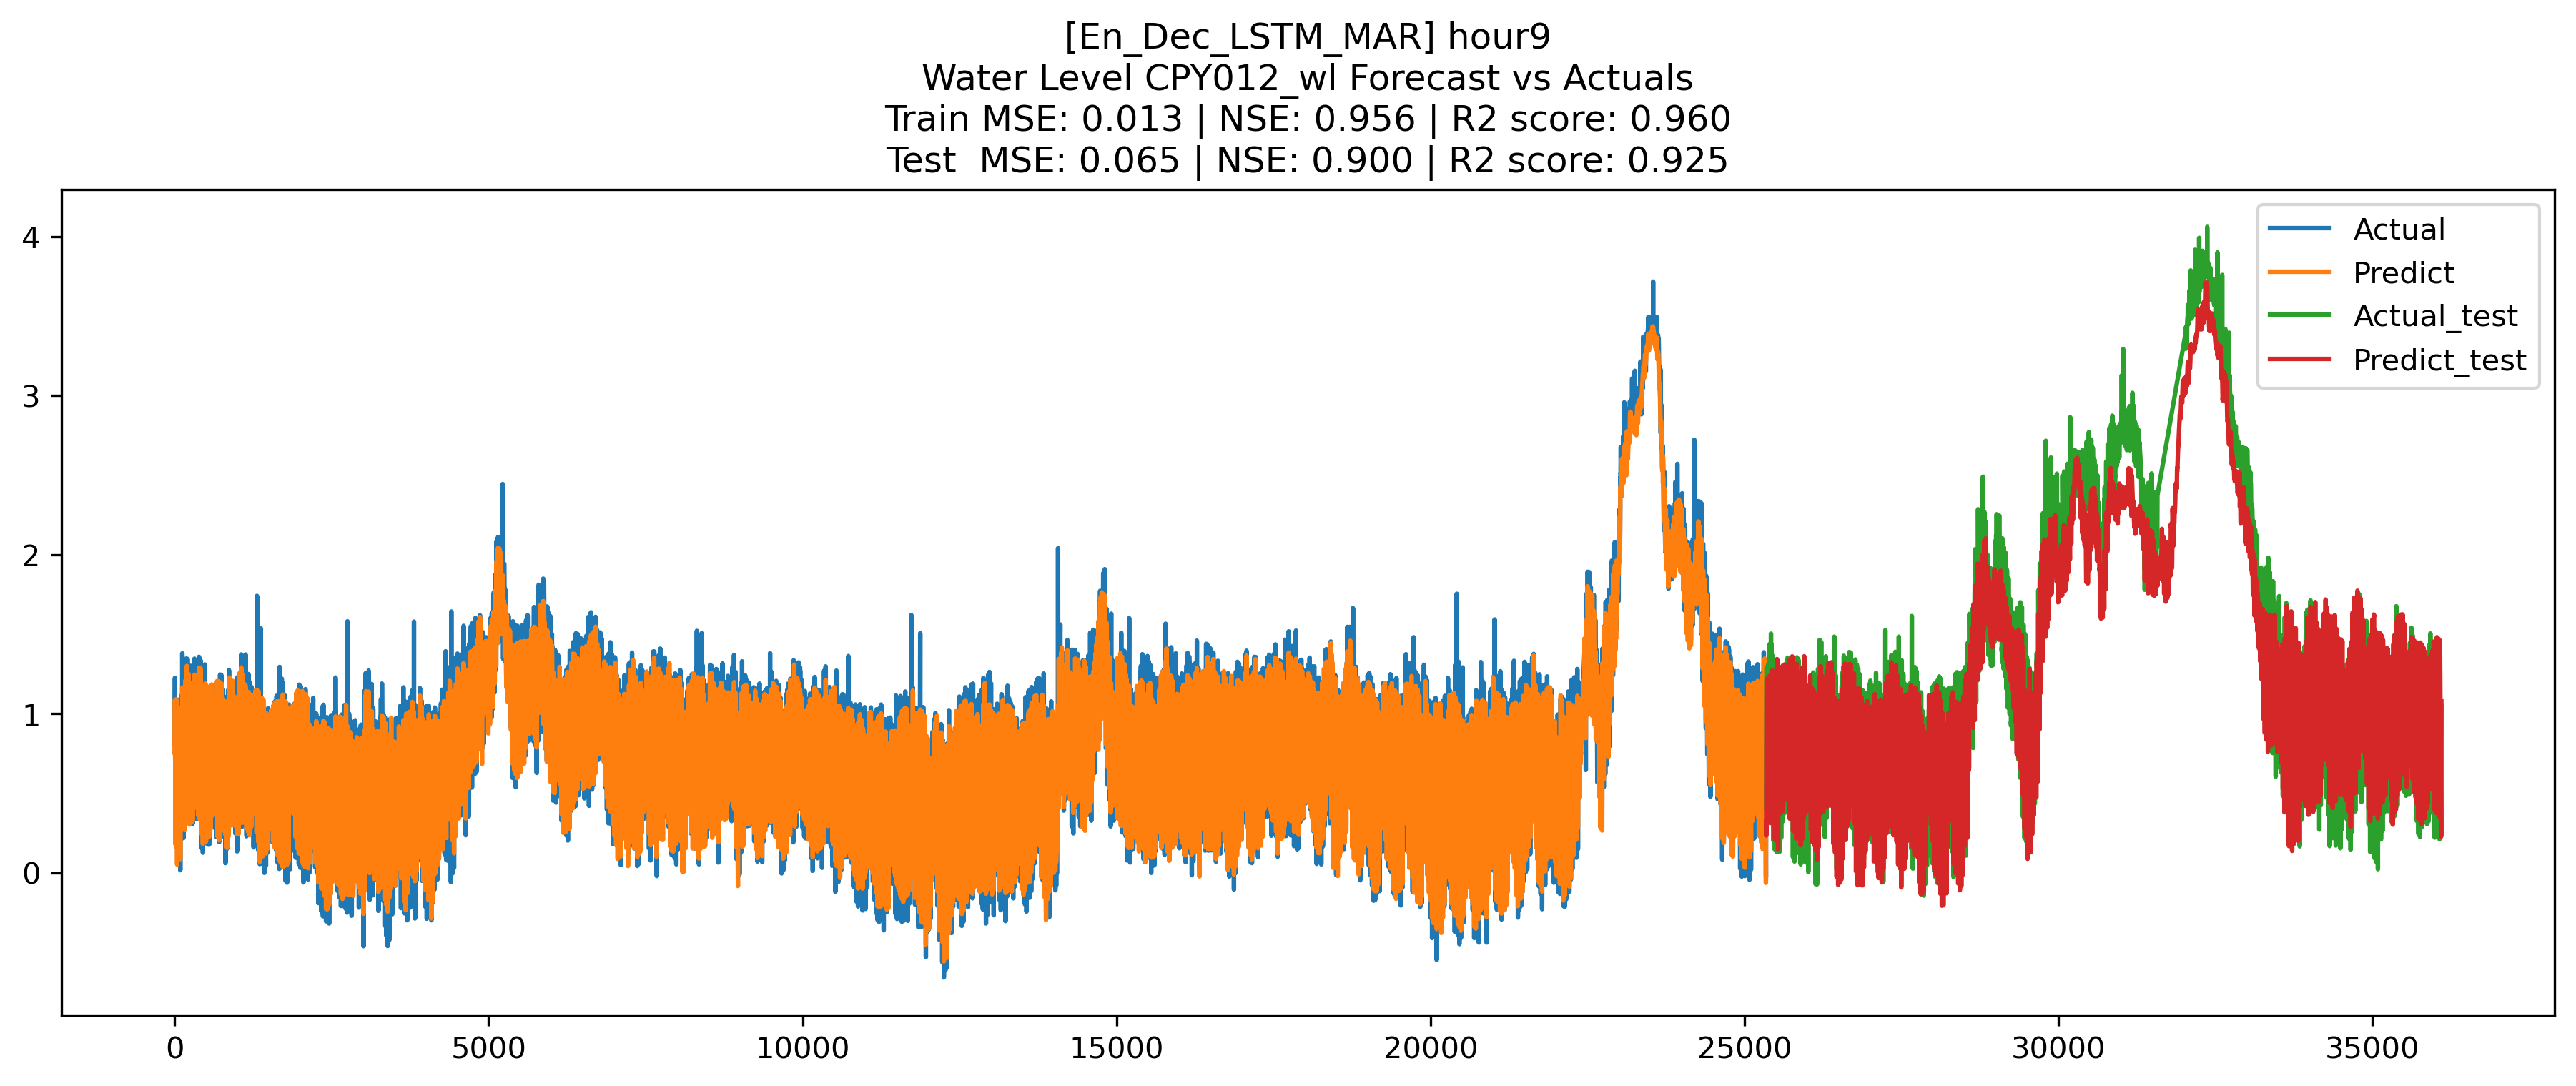 [En_Dec_LSTM_MAR] hour9
Water Level CPY012_wl Forecast vs Actuals
Train MSE: 0.013 | NSE: 0.956 | R2 score: 0.960
Test  MSE: 0.065 | NSE: 0.900 | R2 score: 0.925
Actual
Predict
Actual_test
Predict_test
4
3
2
1
0
0 5000 10000 15000 20000 25000 30000 35000